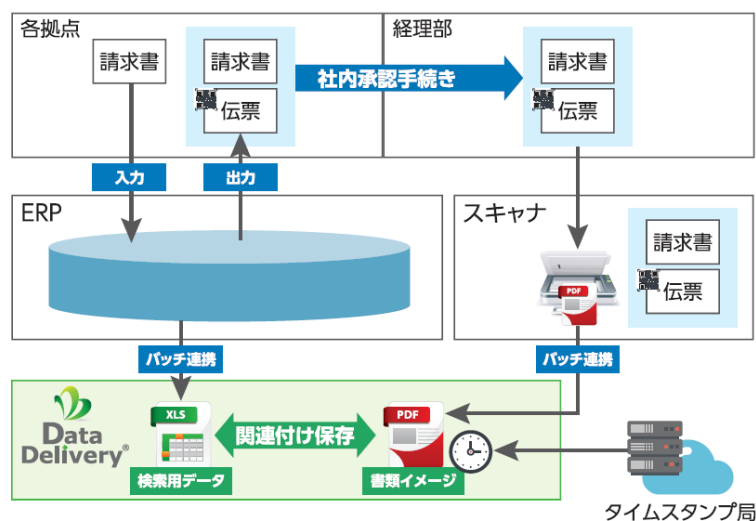 各拠点
経理部
請求書
請求書
伝票
社内承認手続き
請求書
伝票
入力
出力
ERP
スキャナ
PDF
請求書
伝票
バッチ連携
バッチ連携
Data
Delivery®
XLS
関連付け保存
PDF
検索用データ
書類イメージ
タイムスタンプ局